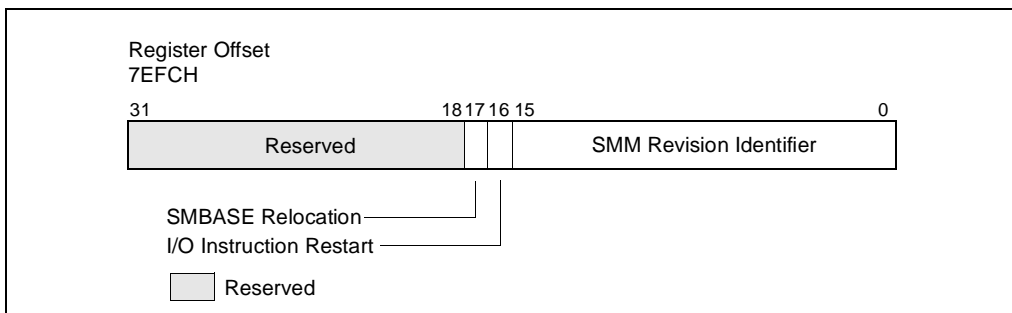 Register Offset
7EFCH
31 18 17 16 15 0
Reserved SMM Revision Identifier
SMBASE Relocation
I/O Instruction Restart
Reserved